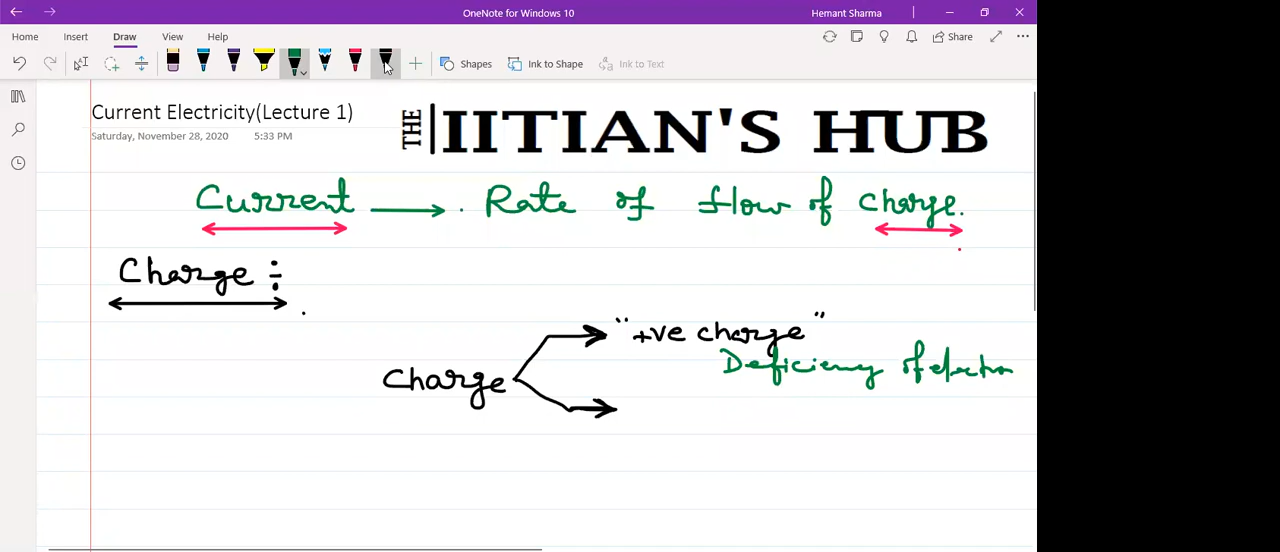 OneNote for Windows 10
Hemant Sharma
Home Insert Draw View Help
Share
Shapes Ink to Shape Ink to Text
Current Electricity(Lecture 1)
Saturday, November 28, 2020 5:33 PM
THE IITIAN'S HUB
Current → Rate of flow of charge.
Charge ÷
"+ve charge"
Deficiency of electron
Charge